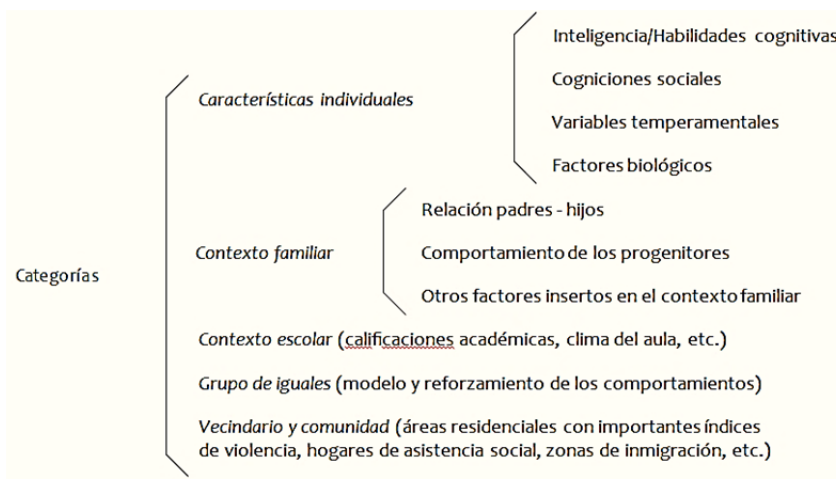 Categorías
Características individuales
Inteligencia/Habilidades cognitivas
Cogniciones sociales
Variables temperamentales
Factores biológicos
Contexto familiar
Relación padres - hijos
Comportamiento de los progenitores
Otros factores insertos en el contexto familiar
Contexto escolar (calificaciones académicas, clima del aula, etc.)
Grupo de iguales (modelo y reforzamiento de los comportamientos)
Vecindario y comunidad (áreas residenciales con importantes índices
de violencia, hogares de asistencia social, zonas de inmigración, etc.)